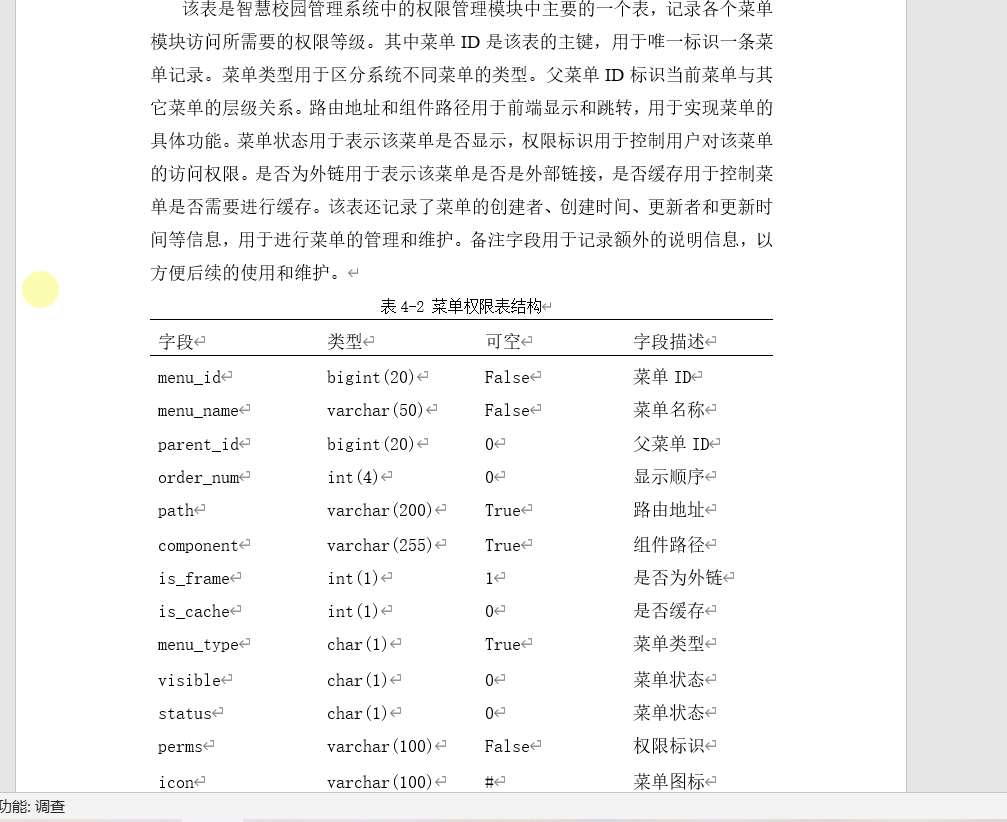 该表是智慧校园管理系统中的权限管理模块中主要的一个表，记录各个菜单
模块访问所需要的权限等级。其中菜单 ID 是该表的主键，用于唯一标识一条菜
单记录。菜单类型用于区分系统不同菜单的类型。父菜单 ID 标识当前菜单与其
它菜单的层级关系。路由地址和组件路径用于前端显示和跳转，用于实现菜单的
具体功能。菜单状态用于表示该菜单是否显示，权限标识用于控制用户对该菜单
的访问权限。是否为外链用于表示该菜单是否是外部链接，是否缓存用于控制菜
单是否需要进行缓存。该表还记录了菜单的创建者、创建时间、更新者和更新时
间等信息，用于进行菜单的管理和维护。备注字段用于记录额外的说明信息，以
方便后续的使用和维护。
表 4-2 菜单权限表结构
字段 类型 可空 字段描述
menu_id bigint(20) False 菜单 ID
menu_name varchar(50) False 菜单名称
parent_id bigint(20) 0 父菜单 ID
order_num int(4) 0 显示顺序
path varchar(200) True 路由地址
component varchar(255) True 组件路径
is_frame int(1) 1 是否为外链
is_cache int(1) 0 是否缓存
menu_type char(1) True 菜单类型
visible char(1) 0 菜单状态
status char(1) 0 菜单状态
perms varchar(100) False 权限标识
icon varchar(100) # 菜单图标
功能: 调查